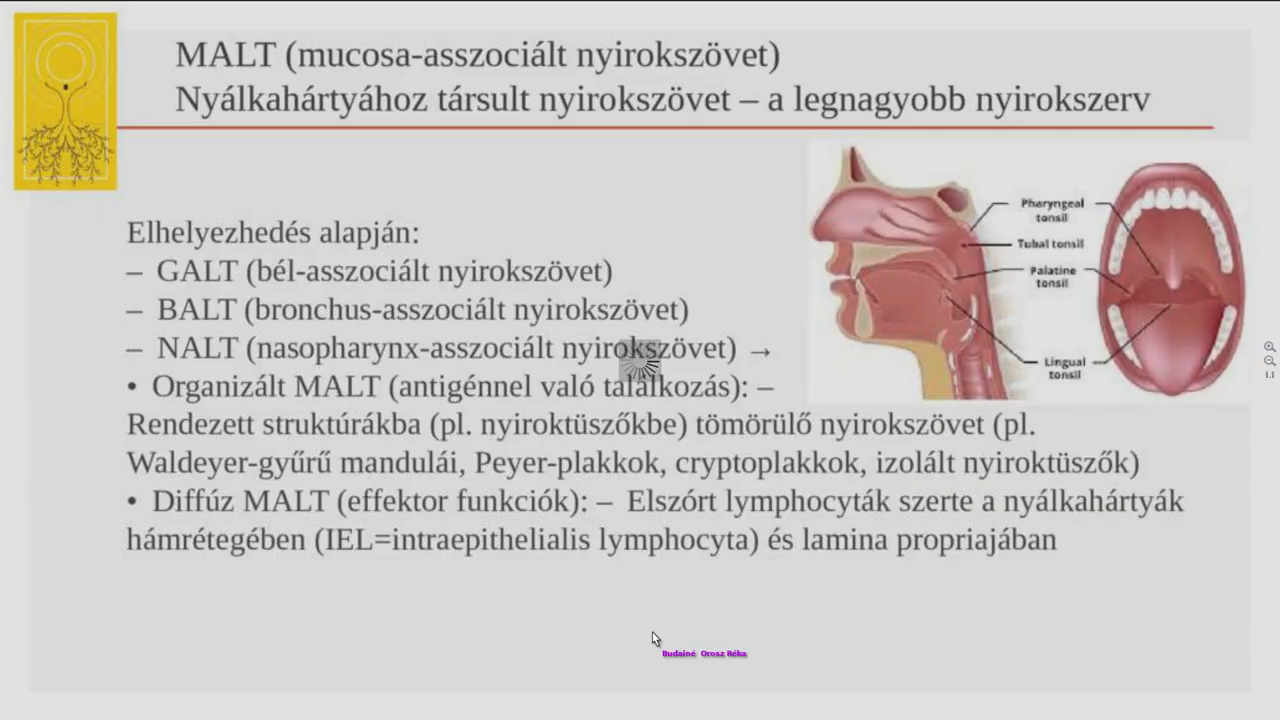 MALT (mucosa-asszociált nyirokszövet)
Nyálkahártyához társult nyirokszövet – a legnagyobb nyirokszerv
Elhelyezhedés alapján:
– GALT (bél-asszociált nyirokszövet)
– BALT (bronchus-asszociált nyirokszövet)
– NALT (nasopharynx-asszociált nyirokszövet) →
• Organizált MALT (antigénnel való találkozás): –
Rendezett struktúrákba (pl. nyiroktüszőkbe) tömörülő nyirokszövet (pl.
Waldeyer-gyűrű mandulái, Peyer-plakkok, cryptoplakkok, izolált nyiroktüszők)
• Diffúz MALT (effektor funkciók): – Elszórt lymphocyták szerte a nyálkahártyák
hámrétegében (IEL=intraepithelialis lymphocyta) és lamina propriajában
Pharyngeal
tonsil
Tubal tonsil
Palatine
tonsil
Lingual
tonsil
1.1
Budainé Orosz Réka